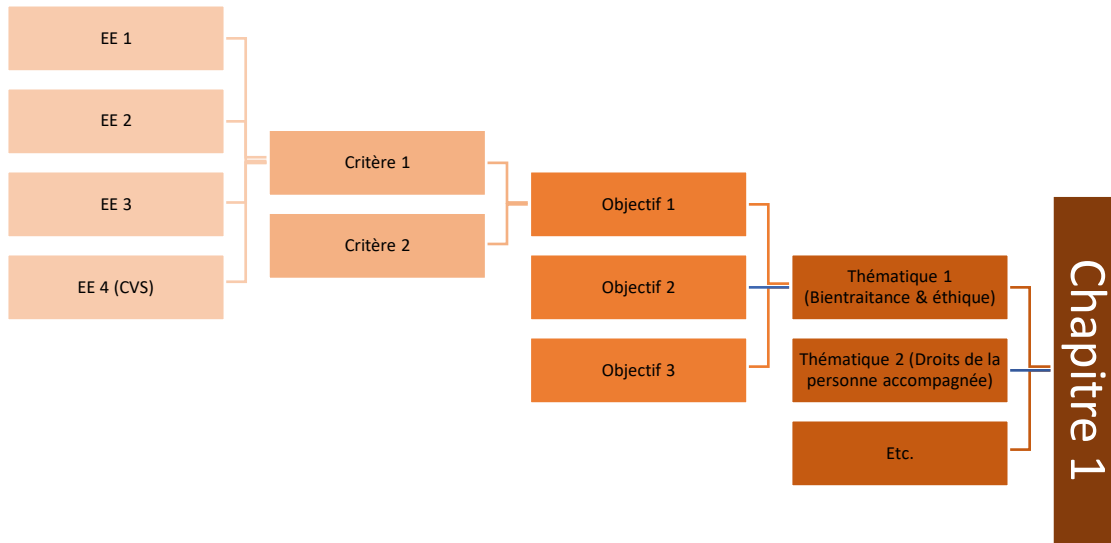 EE 1
EE 2
EE 3
EE 4 (CVS)
Critère 1
Critère 2
Objectif 1
Objectif 2
Objectif 3
Thématique 1
(Bientraitance & éthique)
Thématique 2 (Droits de la
personne accompagnée)
Etc.
Chapitre 1